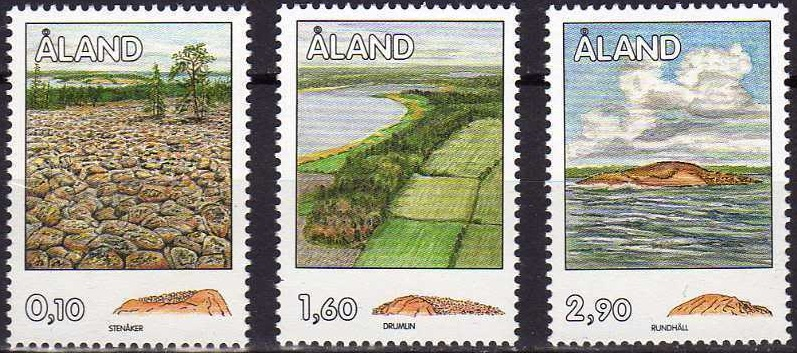 ÅLAND
0,10
STENÅKER
ÅLAND
1,60
DRUMLIN
ÅLAND
2,90
RUNDHÄLL